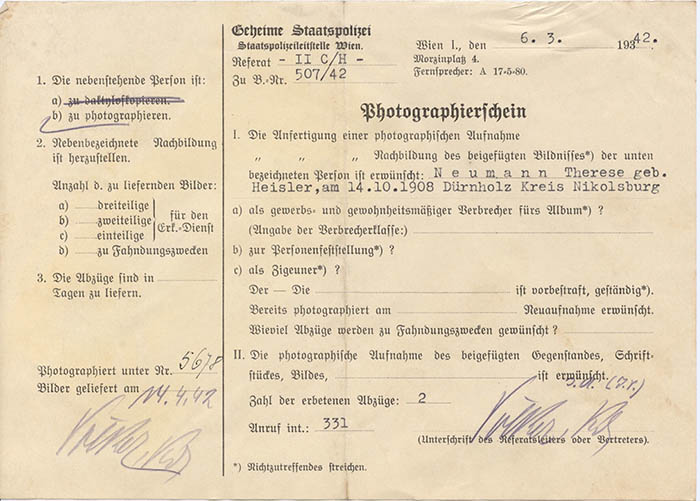 Geheime Staatspolizei
Staatspolizeileitstelle Wien.
Referat - II C/H -
Zu B.-Nr. 507/42
Wien I., den 6. 3. 1942.
Morzinplatz 4.
Fernsprecher: A 17-5-80.
1. Die nebenstehende Person ist:
a) zu daktyloskopieren.
b) zu photographieren.
2. Nebenbezeichnete Nachbildung
ist herzustellen.
Anzahl d. zu liefernden Bilder:
a) dreiteilige
b) zweiteilige
c) einteilige
für den
Erk.-Dienst
d) zu Fahndungszwecken
3. Die Abzüge sind in
Tagen zu liefern.
Photographiert unter Nr. 5678
Bilder geliefert am 14.4.42
Photographierschein
I. Die Anfertigung einer photographischen Aufnahme
„ „ „ Nachbildung des beigefügten Bildnisses*) der unten
bezeichneten Person ist erwünscht: Neumann Therese geb.
Heisler, am 14.10.1908 Dürnholz Kreis Nikolsburg
a) als gewerbs- und gewohnheitsmäßiger Verbrecher fürs Album*) ?
(Angabe der Verbrecherklasse:)
b) zur Personenfeststellung*) ?
c) als Zigeuner*) ?
Der — Die ist vorbestraft, geständig*).
Bereits photographiert am Neuaufnahme erwünscht.
Wieviel Abzüge werden zu Fahndungszwecken gewünscht ?
II. Die photographische Aufnahme des beigefügten Gegenstandes, Schrift-
stückes, Bildes, ist erwünscht.
Zahl der erbetenen Abzüge: 2
Anruf int.: 331
(Unterschrift des Referatsleiters oder Vertreters).
*) Nichtzutreffendes streichen.